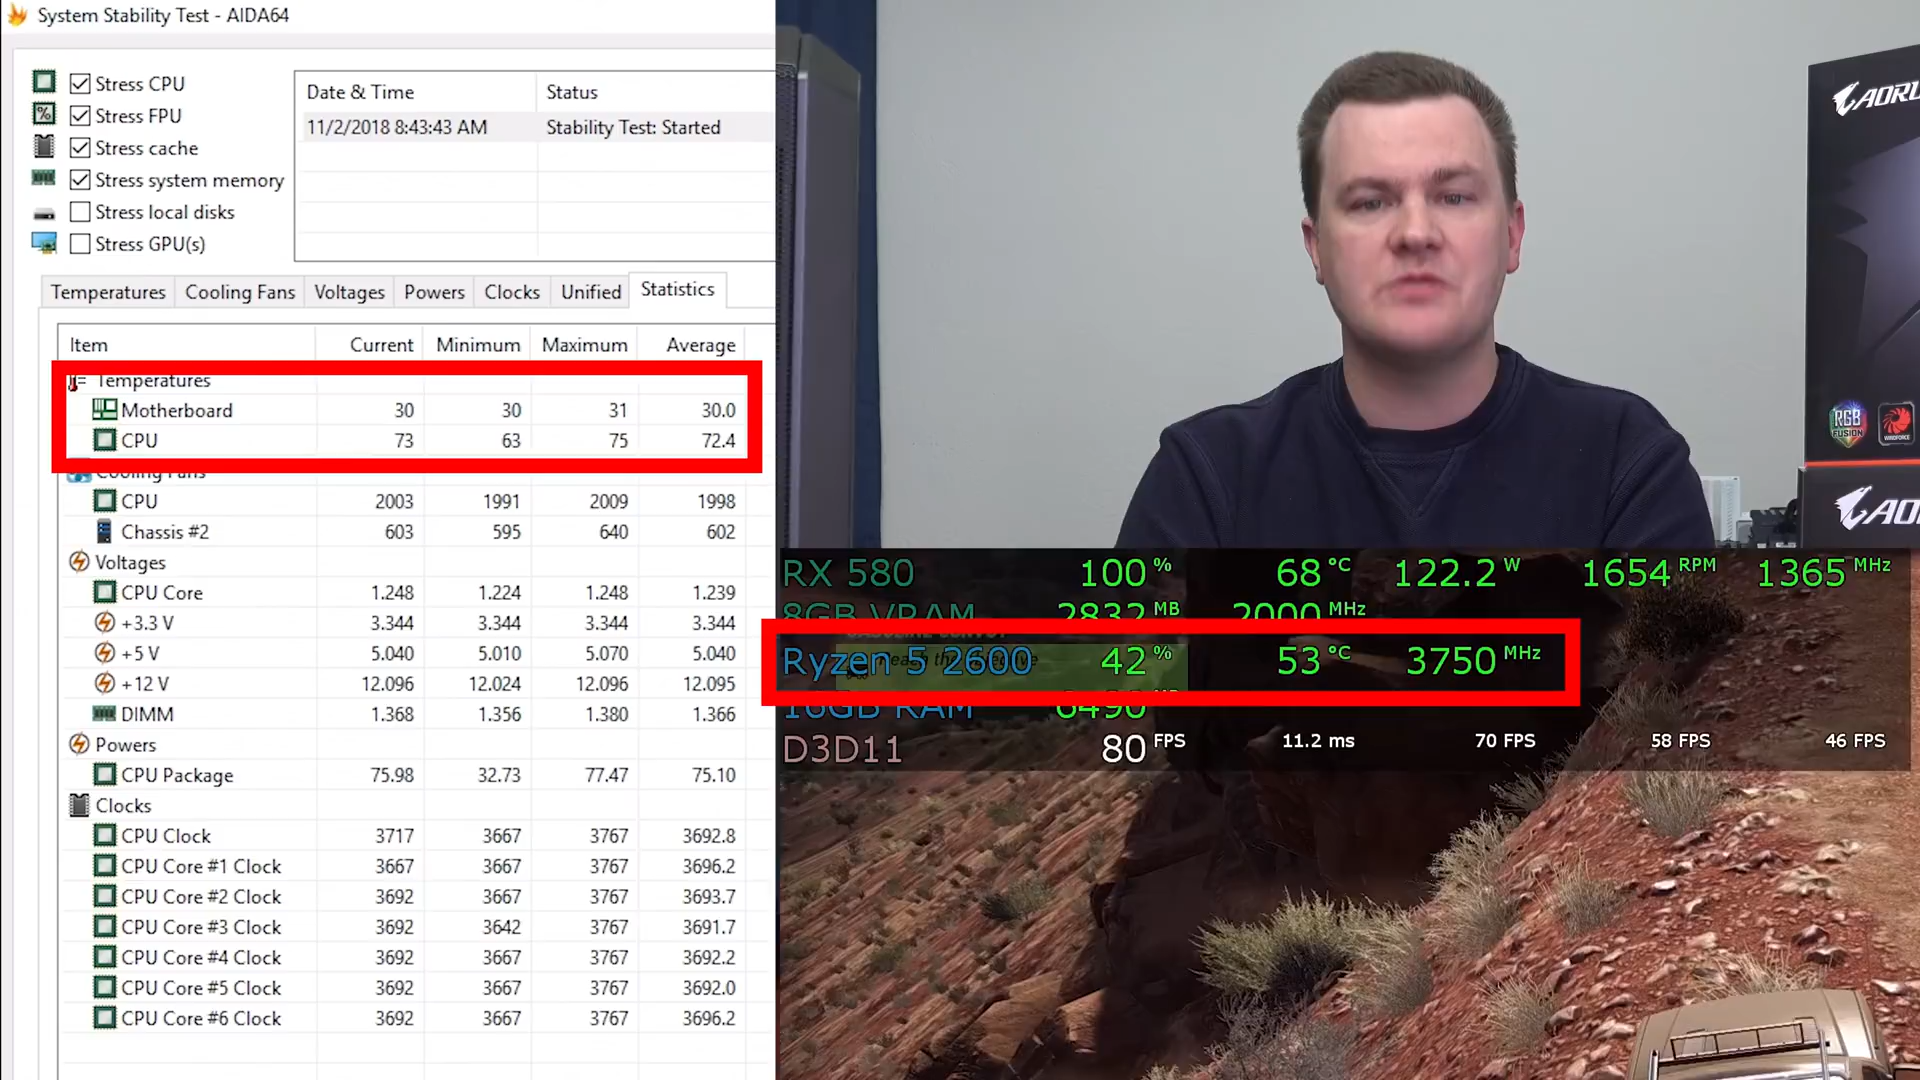 System Stability Test - AIDA64
Stress CPU
Stress FPU
Stress cache
Stress system memory
Stress local disks
Stress GPU(s)
Date & Time Status
11/2/2018 8:43:43 AM Stability Test: Started
Temperatures Cooling Fans Voltages Powers Clocks Unified Statistics
Item Current Minimum Maximum Average
Temperatures
Motherboard 30 30 31 30.0
CPU 73 63 75 72.4
Cooling Fans
CPU 2003 1991 2009 1998
Chassis #2 603 595 640 602
Voltages
CPU Core 1.248 1.224 1.248 1.239
+3.3 V 3.344 3.344 3.344 3.344
+5 V 5.040 5.010 5.070 5.040
+12 V 12.096 12.024 12.096 12.095
DIMM 1.368 1.356 1.380 1.366
Powers
CPU Package 75.98 32.73 77.47 75.10
Clocks
CPU Clock 3717 3667 3767 3692.8
CPU Core #1 Clock 3667 3667 3767 3696.2
CPU Core #2 Clock 3692 3667 3767 3693.7
CPU Core #3 Clock 3692 3642 3767 3691.7
CPU Core #4 Clock 3692 3667 3767 3692.2
CPU Core #5 Clock 3692 3667 3767 3692.0
CPU Core #6 Clock 3692 3667 3767 3696.2
AORU
RGB
FUSION
WINDFORCE
AOR
RX 580 100 % 68 °C 122.2 W 1654 RPM 1365 MHz
8GB VRAM 2832 MB 2000 MHz
Ryzen 5 2600 42 % 53 °C 3750 MHz
16GB RAM 6490
D3D11 80 FPS 11.2 ms 70 FPS 58 FPS 46 FPS